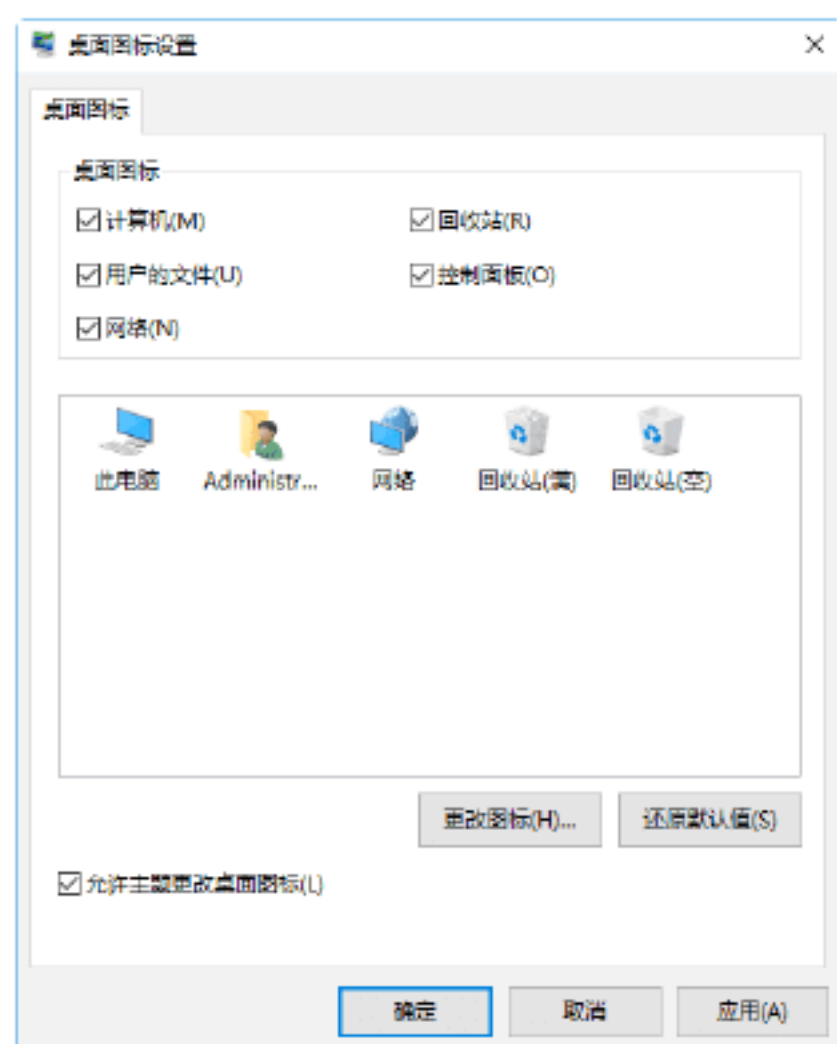 桌面图标设置
桌面图标
桌面图标
计算机(M) 回收站(R)
用户的文件(U) 控制面板(O)
网络(N)
此电脑 Administr... 网络 回收站(满) 回收站(空)
更改图标(H)... 还原默认值(S)
允许主题更改桌面图标(L)
确定 取消 应用(A)